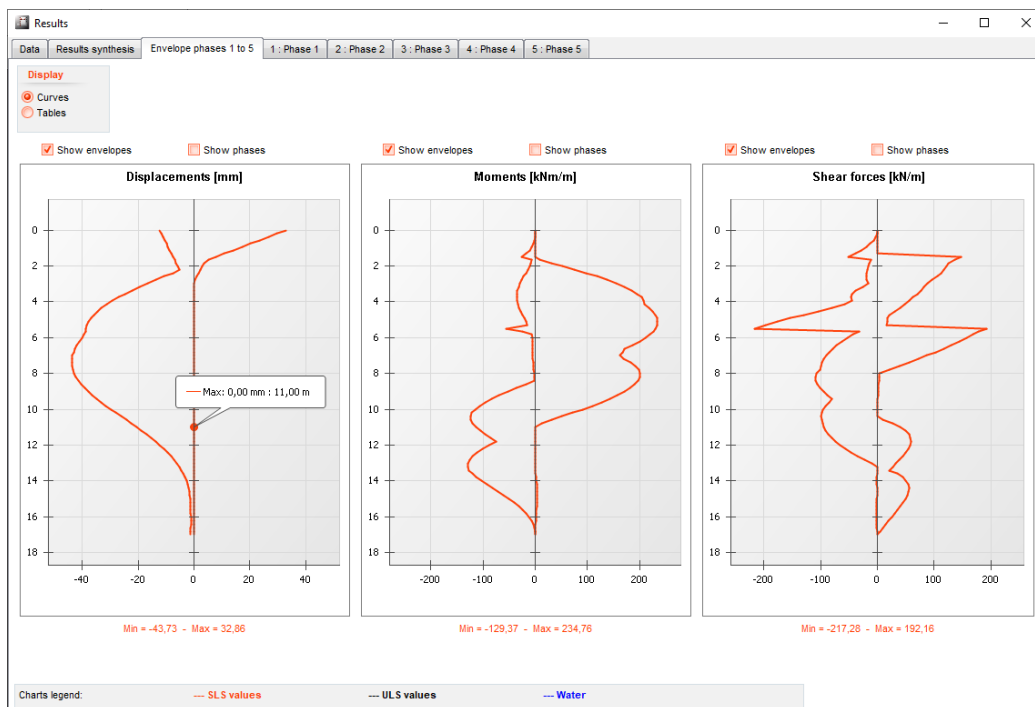 Results
Data Results synthesis Envelope phases 1 to 5 1 : Phase 1 2 : Phase 2 3 : Phase 3 4 : Phase 4 5 : Phase 5
Display
Curves
Tables
Show envelopes Show phases Show envelopes Show phases Show envelopes Show phases
Displacements [mm]
0
2
4
6
8
10
12
14
16
18
-40 -20 0 20 40
Max: 0,00 mm : 11,00 m
Min = -43,73 - Max = 32,86
Moments [kNm/m]
0
2
4
6
8
10
12
14
16
18
-200 -100 0 100 200
Min = -129,37 - Max = 234,76
Shear forces [kN/m]
0
2
4
6
8
10
12
14
16
18
-200 -100 0 100 200
Min = -217,28 - Max = 192,16
Charts legend: --- SLS values --- ULS values --- Water